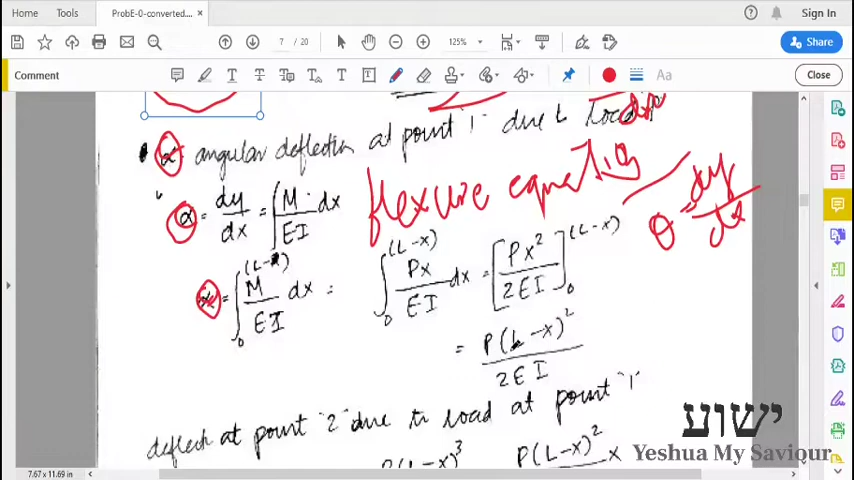 Home Tools ProbE-0-converted.... × Sign In
7 / 20 125% Share
Comment Aa Close
α angular deflection at point '1' due to load
flexure equation
α = dy/dx = ∫ M/EI · dx
θ = dy/dx
α = ∫₀^(L-x) M/EI dx = ∫₀^(L-x) Px/EI dx = [Px²/2EI]₀^(L-x)
= P(L-x)²/2EI
deflect at point '2' due to load at point '1'
P(L-x)³ P(L-x)² x
ישוע
Yeshua My Saviour
7.67 x 11.69 in